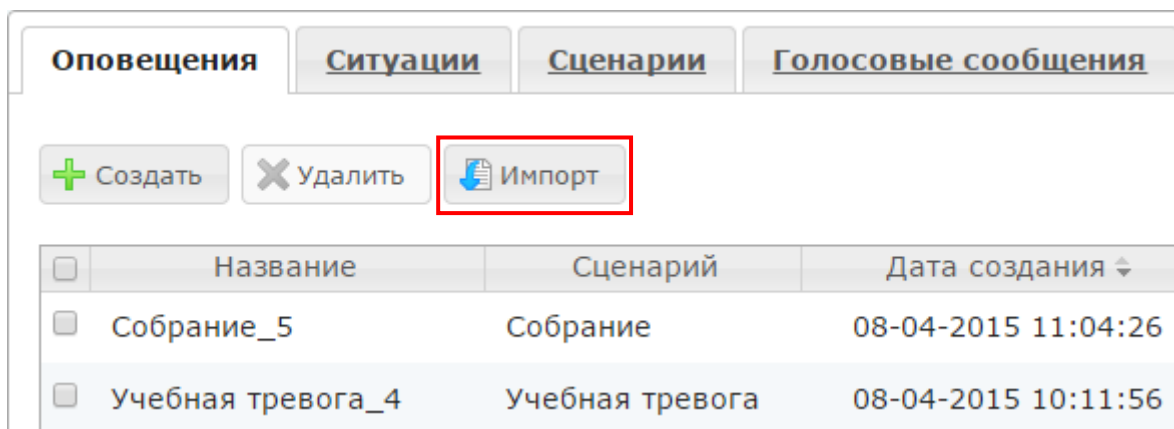 Оповещения Ситуации Сценарии Голосовые сообщения
Создать Удалить Импорт
Название Сценарий Дата создания
Собрание_5 Собрание 08-04-2015 11:04:26
Учебная тревога_4 Учебная тревога 08-04-2015 10:11:56